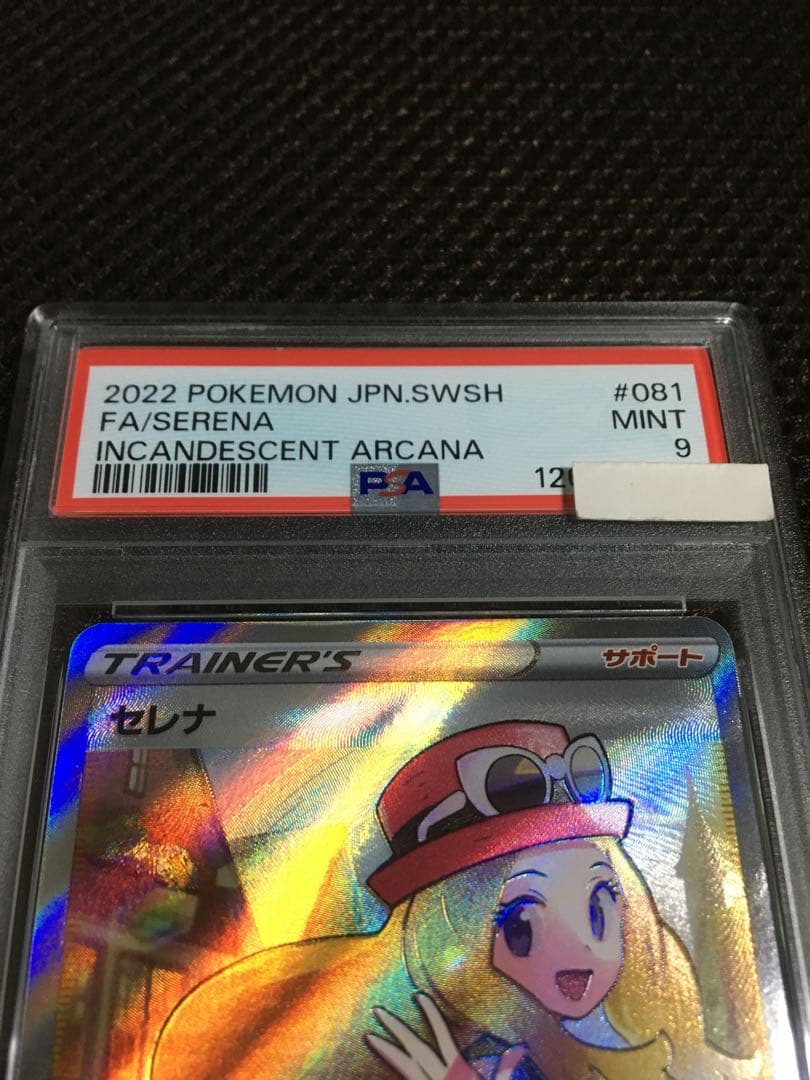 2022 POKEMON JPN.SWSH #081
FA/SERENA MINT
INCANDESCENT ARCANA 9
PSA
TRAINER'S サポート
セレナ